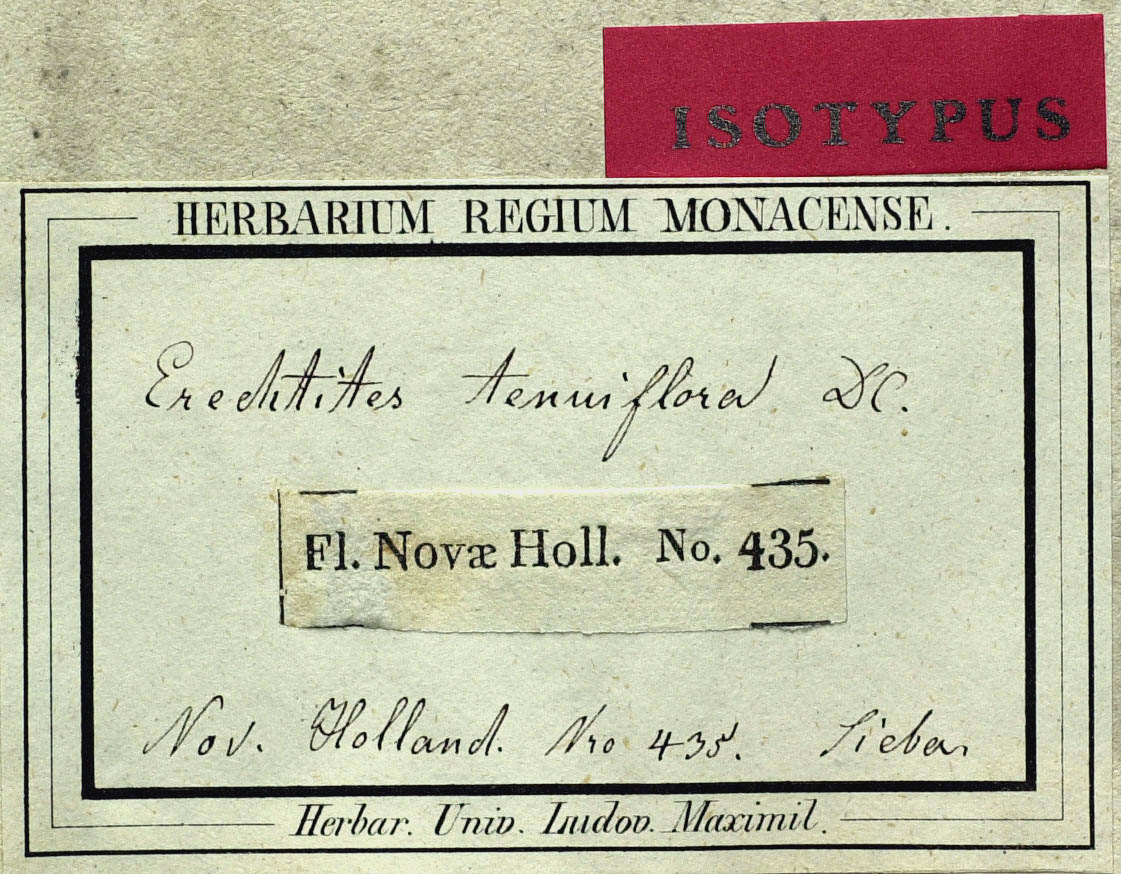 ISOTYPUS
HERBARIUM REGIUM MONACENSE.
Erechtites tenuiflora DC.
Fl. Novæ Holl. No. 435.
Nov. Holland. Nro 435. Sieber
Herbar. Univ. Ludov. Maximil.